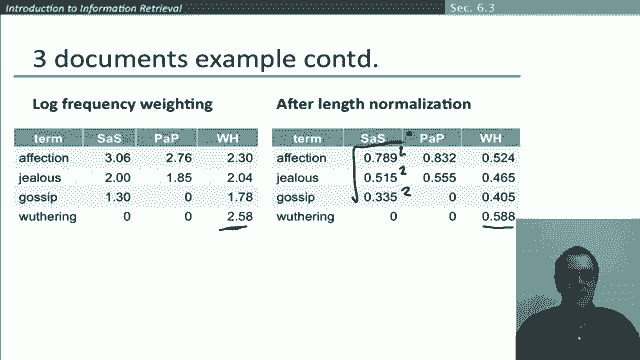 Introduction to Information Retrieval
Sec. 6.3
3 documents example contd.
Log frequency weighting
term SaS PaP WH
affection 3.06 2.76 2.30
jealous 2.00 1.85 2.04
gossip 1.30 0 1.78
wuthering 0 0 2.58
After length normalization
term SaS PaP WH
affection 0.789 2 0.832 0.524
jealous 0.515 2 0.555 0.465
gossip 0.335 2 0 0.405
wuthering 0 0 0.588